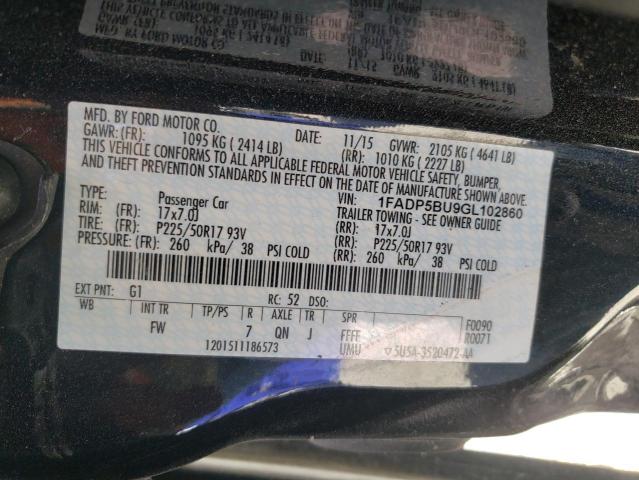 MFD. BY FORD MOTOR CO.
DATE: 11/15 GVWR: 2105 KG ( 4641 LB)
GAWR: (FR): 1095 KG ( 2414 LB) (RR): 1010 KG ( 2227 LB)
THIS VEHICLE CONFORMS TO ALL APPLICABLE FEDERAL MOTOR VEHICLE SAFETY, BUMPER,
AND THEFT PREVENTION STANDARDS IN EFFECT ON THE DATE OF MANUFACTURE SHOWN ABOVE.
VIN: 1FADP5BU9GL102860
TYPE: Passenger Car TRAILER TOWING - SEE OWNER GUIDE
RIM: (FR): 17x7.0J (RR): 17x7.0J
TIRE: (FR): P225/50R17 93V (RR): P225/50R17 93V
PRESSURE: (FR): 260 kPa/ 38 PSI COLD (RR): 260 kPa/ 38 PSI COLD
EXT PNT: G1 RC: 52 DSO:
WB INT TR TP/PS R AXLE TR SPR F0090
FW 7 QN J FFFF R0071
1201511186573 UMU 5U5A-3520472-AA